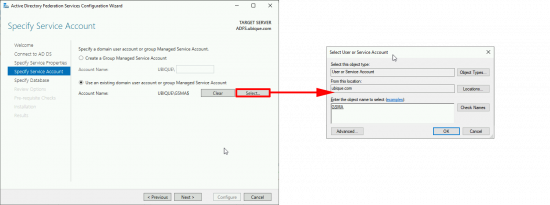 Active Directory Federation Services Configuration Wizard
Specify Service Account
TARGET SERVER
ADFS.ubique.com
Welcome
Connect to AD DS
Specify Service Properties
Specify Service Account
Specify Database
Review Options
Pre-requisite Checks
Installation
Results
Specify a domain user account or group Managed Service Account.
Create a Group Managed Service Account
Account Name: UBIQUE\
Use an existing domain user account or group Managed Service Account
Account Name: UBIQUE\GSMA$ Clear Select...
< Previous Next > Configure Cancel
Select User or Service Account
Select this object type:
User or Service Account Object Types...
From this location:
ubique.com Locations...
Enter the object name to select (examples):
GSMA Check Names
Advanced... OK Cancel